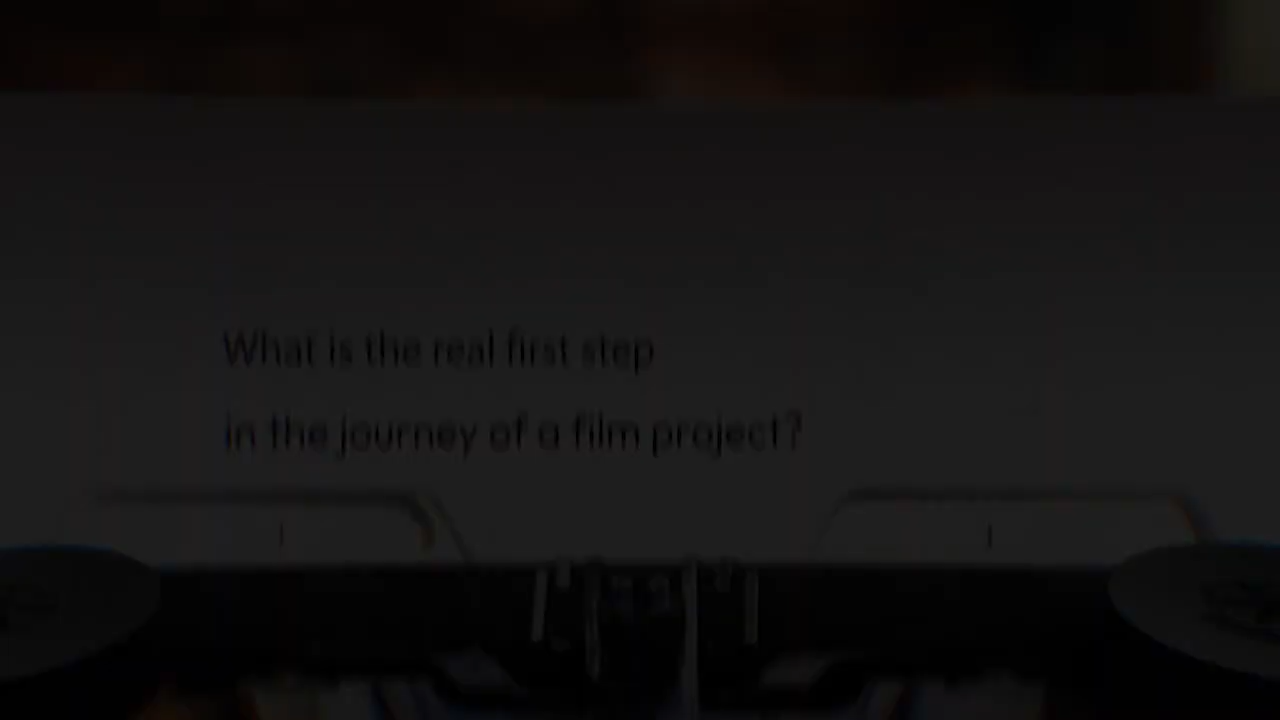 What is the real first step
in the journey of a film project?